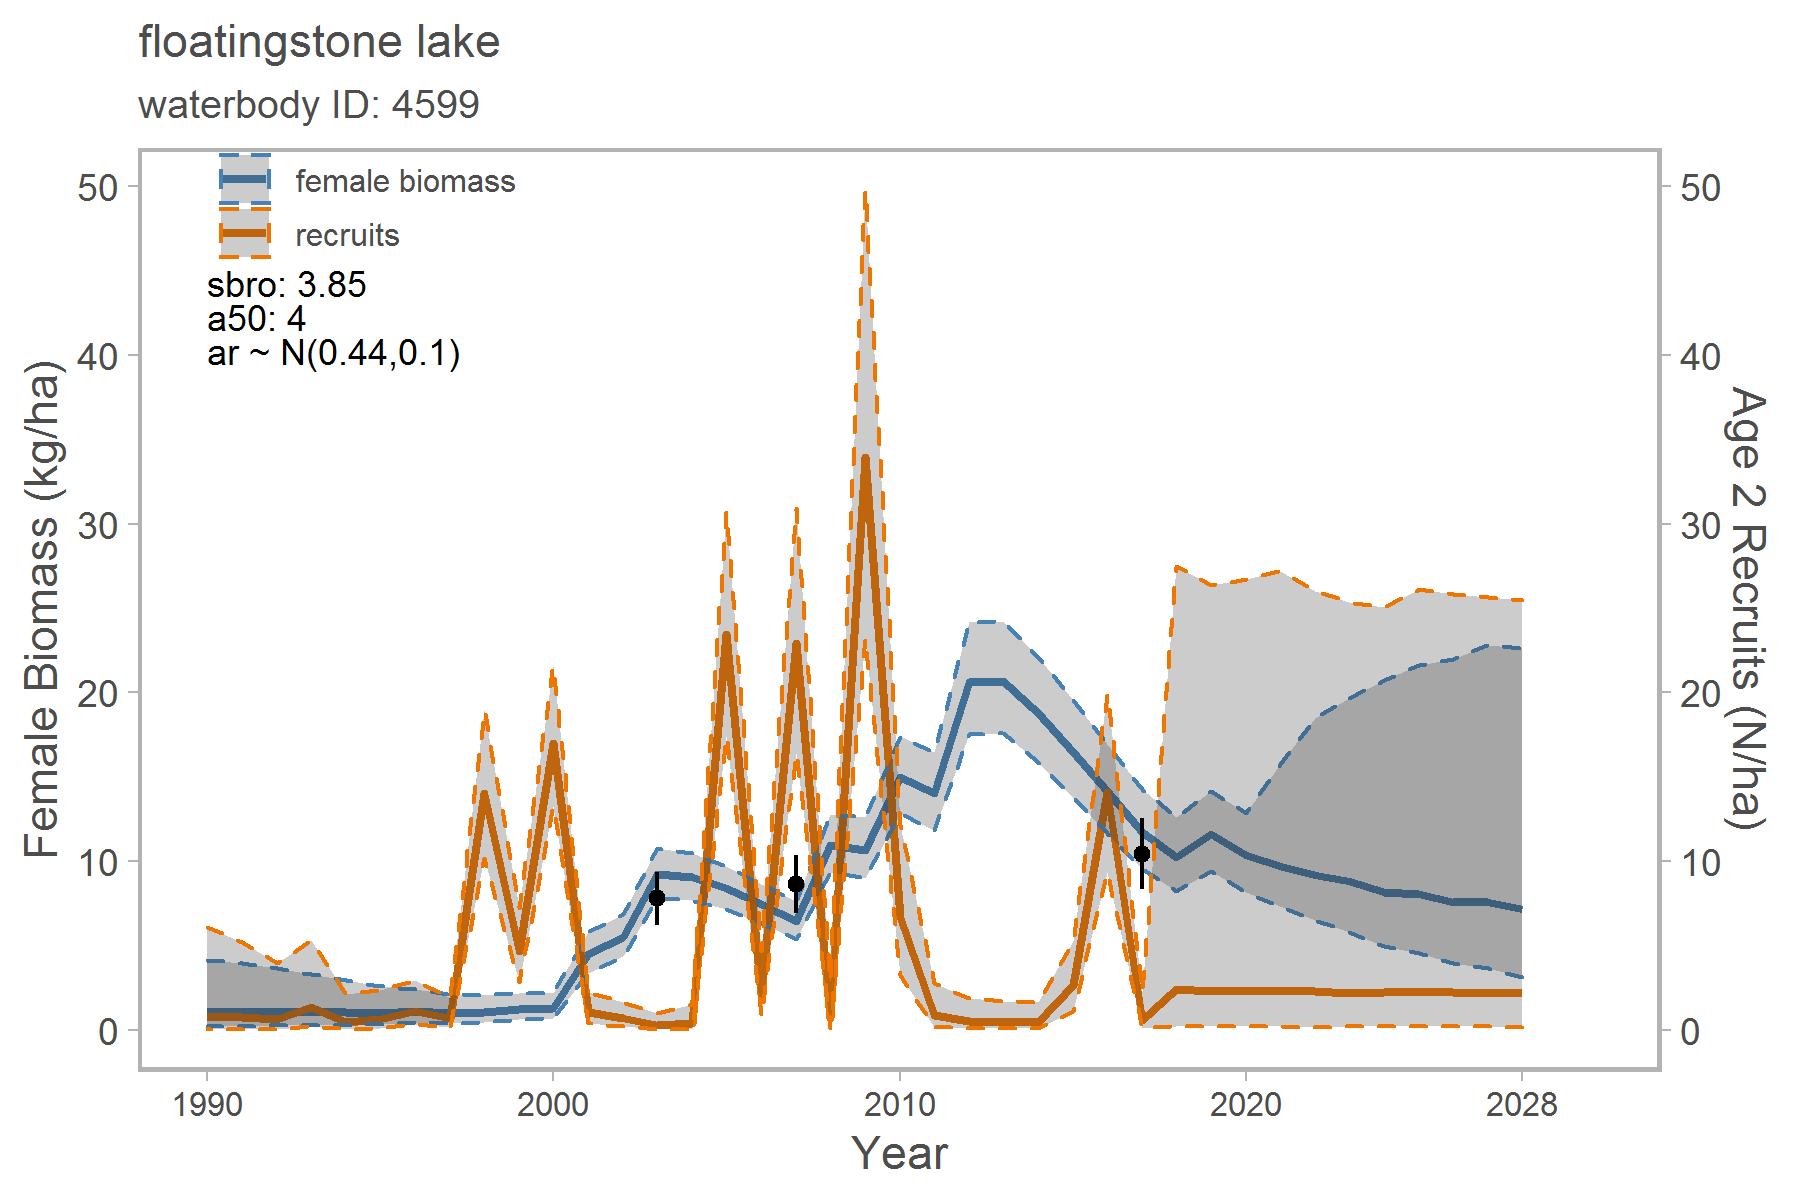 floatingstone lake
waterbody ID: 4599
female biomass
recruits
sbro: 3.85
a50: 4
ar ~ N(0.44,0.1)
Female Biomass (kg/ha)
50
40
30
20
10
0
50
40
30
20
10
0
Age 2 Recruits (N/ha)
1990
2000
2010
2020
2028
Year